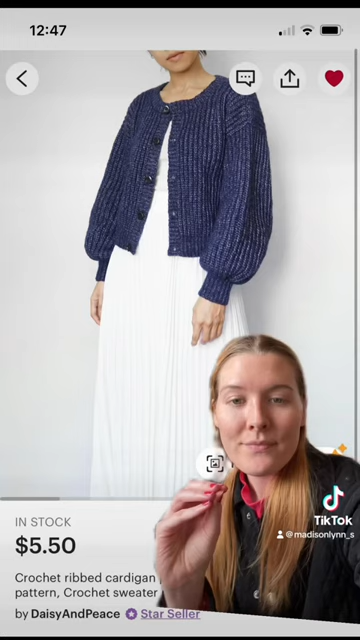 12:47
IN STOCK
$5.50
Crochet ribbed cardigan
pattern, Crochet sweater
by DaisyAndPeace Star Seller
TikTok
@madisonlynn_s